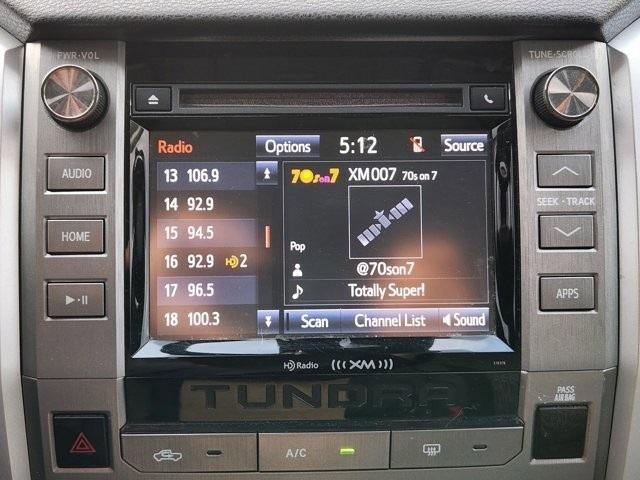 PWR·VOL
TUNE·SCROLL
Radio
Options
5:12
Source
AUDIO
HOME
13 106.9
14 92.9
15 94.5
16 92.9 HD 2
17 96.5
18 100.3
70s on 7
XM007 70s on 7
Pop
@70son7
Totally Super!
Scan
Channel List
Sound
SEEK·TRACK
APPS
HD Radio
(((XM)))
TUNDRA
PASS
AIR BAG
A/C